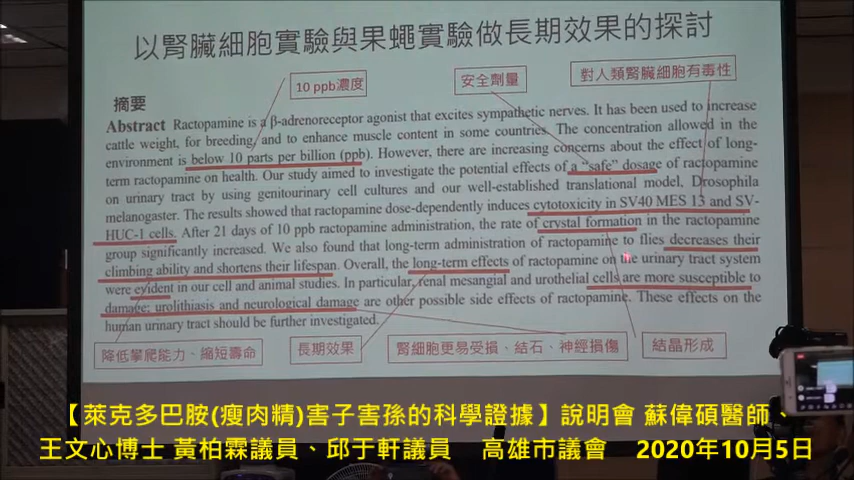 以腎臟細胞實驗與果蠅實驗做長期效果的探討
10 ppb濃度
安全劑量
對人類腎臟細胞有毒性
摘要
Abstract Ractopamine is a β-adrenoreceptor agonist that excites sympathetic nerves. It has been used to increase
cattle weight, for breeding, and to enhance muscle content in some countries. The concentration allowed in the
environment is below 10 parts per billion (ppb). However, there are increasing concerns about the effect of long-
term ractopamine on health. Our study aimed to investigate the potential effects of a "safe" dosage of ractopamine
on urinary tract by using genitourinary cell cultures and our well-established translational model, Drosophila
melanogaster. The results showed that ractopamine dose-dependently induces cytotoxicity in SV40 MES 13 and SV-
HUC-1 cells. After 21 days of 10 ppb ractopamine administration, the rate of crystal formation in the ractopamine
group significantly increased. We also found that long-term administration of ractopamine to flies decreases their
climbing ability and shortens their lifespan. Overall, the long-term effects of ractopamine on the urinary tract system
were evident in our cell and animal studies. In particular, renal mesangial and urothelial cells are more susceptible to
damage; urolithiasis and neurological damage are other possible side effects of ractopamine. These effects on the
human urinary tract should be further investigated.
降低攀爬能力、縮短壽命
長期效果
腎細胞更易受損、結石、神經損傷
結晶形成
【萊克多巴胺(瘦肉精)害子害孫的科學證據】說明會 蘇偉碩醫師、
王文心博士 黃柏霖議員、邱于軒議員 高雄市議會 2020年10月5日